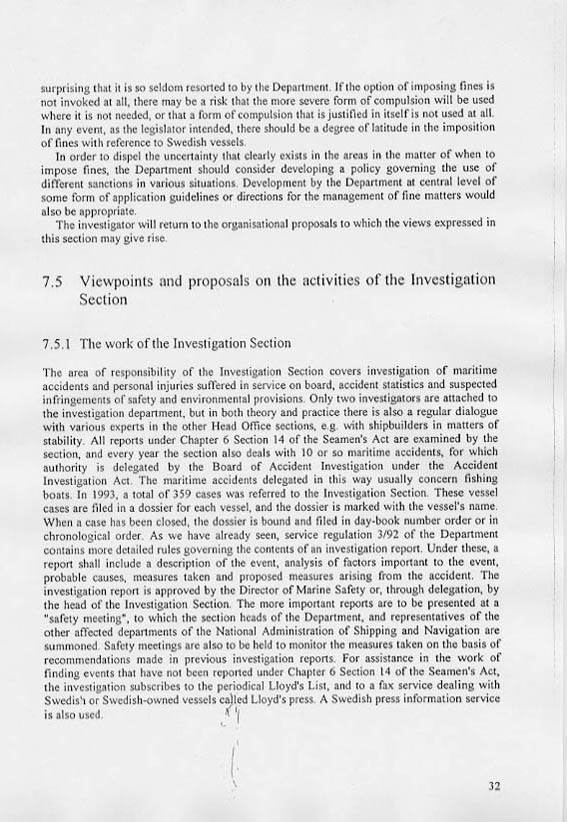 surprising that it is so seldom resorted to by the Department. If the option of imposing fines is
not invoked at all, there may be a risk that the more severe form of compulsion will be used
where it is not needed, or that a form of compulsion that is justified in itself is not used at all.
In any event, as the legislator intended, there should be a degree of latitude in the imposition
of fines with reference to Swedish vessels.
In order to dispel the uncertainty that clearly exists in the areas in the matter of when to
impose fines, the Department should consider developing a policy governing the use of
different sanctions in various situations. Development by the Department at central level of
some form of application guidelines or directions for the management of fine matters would
also be appropriate.
The investigator will return to the organisational proposals to which the views expressed in
this section may give rise.
7.5 Viewpoints and proposals on the activities of the Investigation
Section
7.5.1 The work of the Investigation Section
The area of responsibility of the Investigation Section covers investigation of maritime
accidents and personal injuries suffered in service on board, accident statistics and suspected
infringements of safety and environmental provisions. Only two investigators are attached to
the investigation department, but in both theory and practice there is also a regular dialogue
with various experts in the other Head Office sections, e.g. with shipbuilders in matters of
stability. All reports under Chapter 6 Section 14 of the Seamen's Act are examined by the
section, and every year the section also deals with 10 or so maritime accidents, for which
authority is delegated by the Board of Accident Investigation under the Accident
Investigation Act. The maritime accidents delegated in this way usually concern fishing
boats. In 1993, a total of 359 cases was referred to the Investigation Section. These vessel
cases are filed in a dossier for each vessel, and the dossier is marked with the vessel's name.
When a case has been closed, the dossier is bound and filed in day-book number order or in
chronological order. As we have already seen, service regulation 3/92 of the Department
contains more detailed rules governing the contents of an investigation report. Under these, a
report shall include a description of the event, analysis of factors important to the event,
probable causes, measures taken and proposed measures arising from the accident. The
investigation report is approved by the Director of Marine Safety or, through delegation, by
the head of the Investigation Section. The more important reports are to be presented at a
"safety meeting", to which the section heads of the Department, and representatives of the
other affected departments of the National Administration of Shipping and Navigation are
summoned. Safety meetings are also to be held to monitor the measures taken on the basis of
recommendations made in previous investigation reports. For assistance in the work of
finding events that have not been reported under Chapter 6 Section 14 of the Seamen's Act,
the investigation subscribes to the periodical Lloyd's List, and to a fax service dealing with
Swedish or Swedish-owned vessels called Lloyd's press. A Swedish press information service
is also used.
32